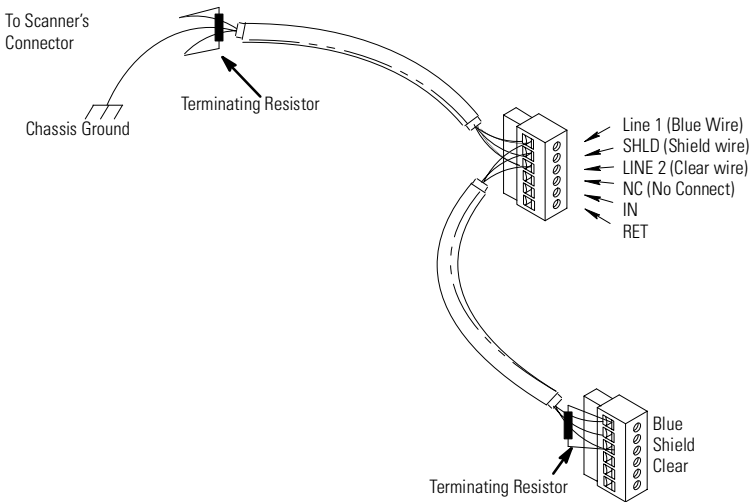 To Scanner's
Connector
Terminating Resistor
Chassis Ground
Line 1 (Blue Wire)
SHLD (Shield wire)
LINE 2 (Clear wire)
NC (No Connect)
IN
RET
Blue
Shield
Clear
Terminating Resistor